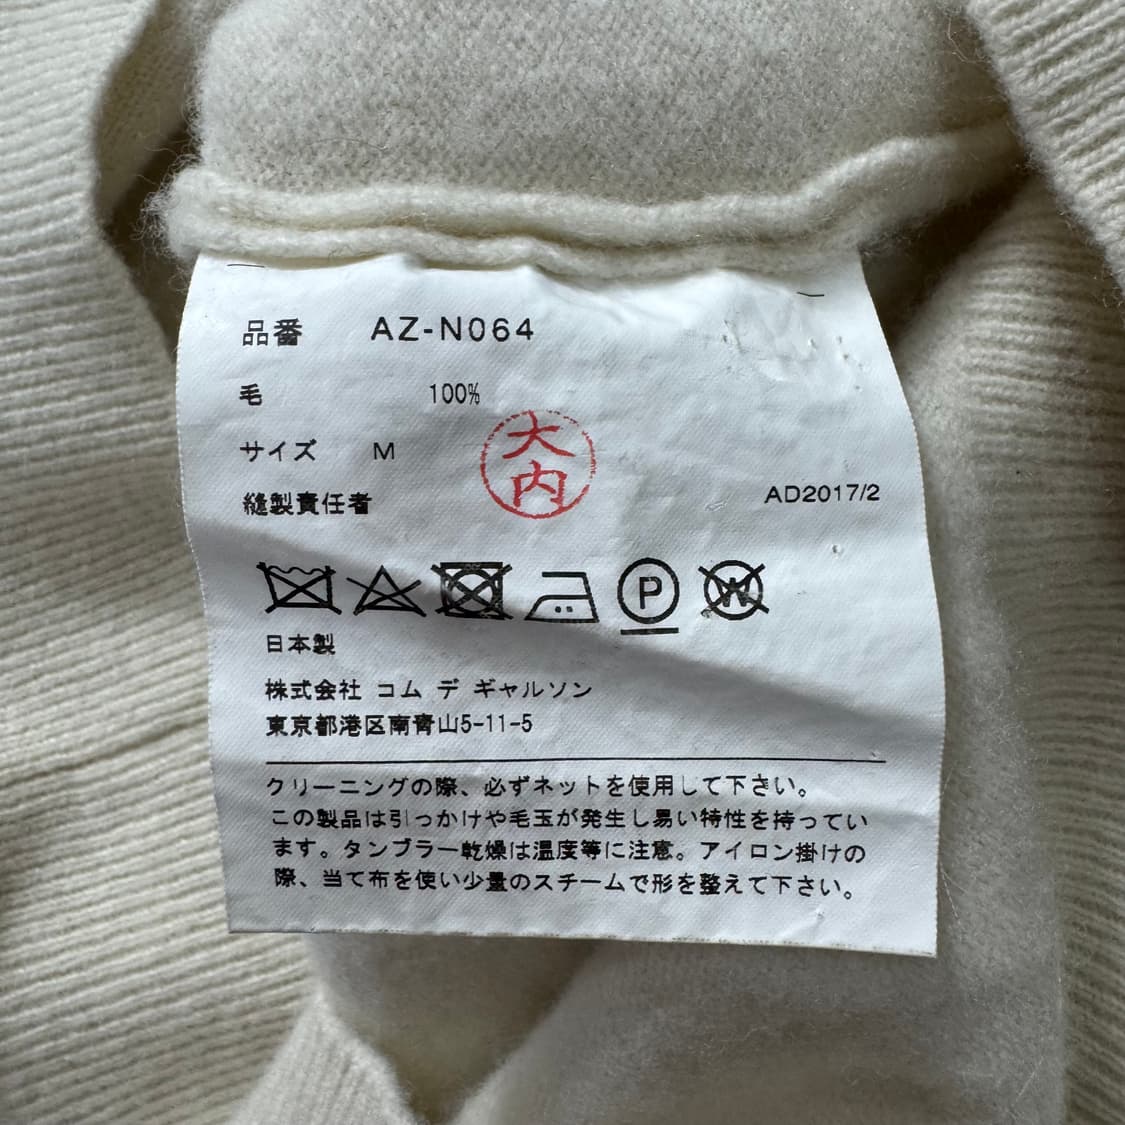 品番 AZ-N064
毛 100%
サイズ M
大内
縫製責任者 AD2017/2
P W
日本製
株式会社 コム デ ギャルソン
東京都港区南青山5-11-5
クリーニングの際、必ずネットを使用して下さい。
この製品は引っかけや毛玉が発生し易い特性を持ってい
ます。タンブラー乾燥は温度等に注意。アイロン掛けの
際、当て布を使い少量のスチームで形を整えて下さい。